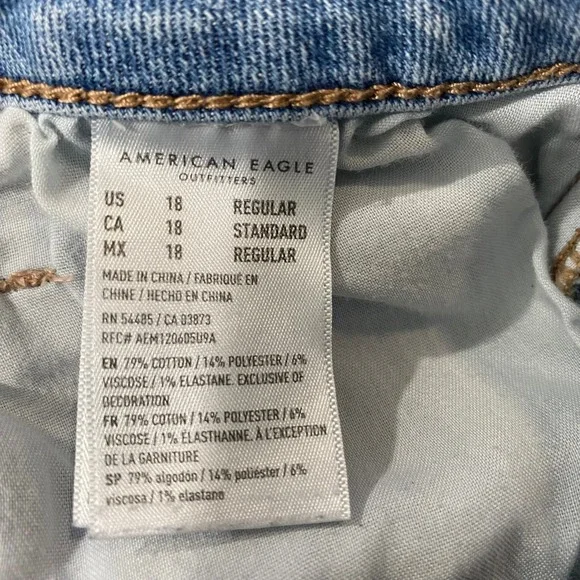 AMERICAN EAGLE
OUTFITTERS
US 18 REGULAR
CA 18 STANDARD
MX 18 REGULAR
MADE IN CHINA / FABRIQUÉ EN
CHINE / HECHO EN CHINA
RN 54485 / CA 03873
RFC# AEM120605U9A
EN 79% COTTON / 14% POLYESTER / 6%
VISCOSE / 1% ELASTANE. EXCLUSIVE OF
DECORATION
FR 79% COTON / 14% POLYESTER / 6%
VISCOSE / 1% ÉLASTHANNE. À L'EXCEPTION
DE LA GARNITURE
SP 79% algodón / 14% poliéster / 6%
viscosa / 1% elastano